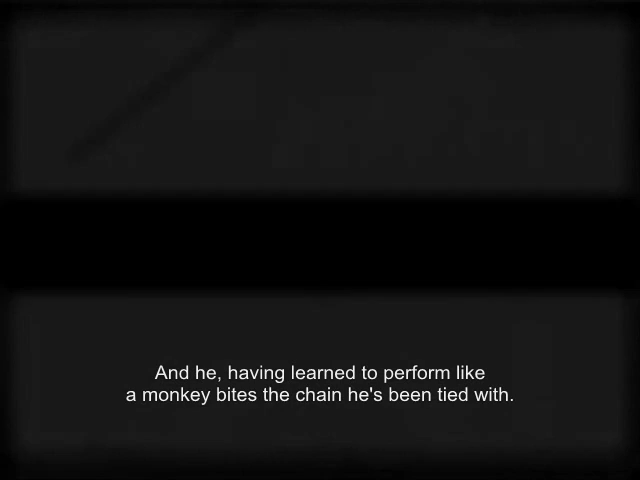 And he, having learned to perform like
a monkey bites the chain he's been tied with.